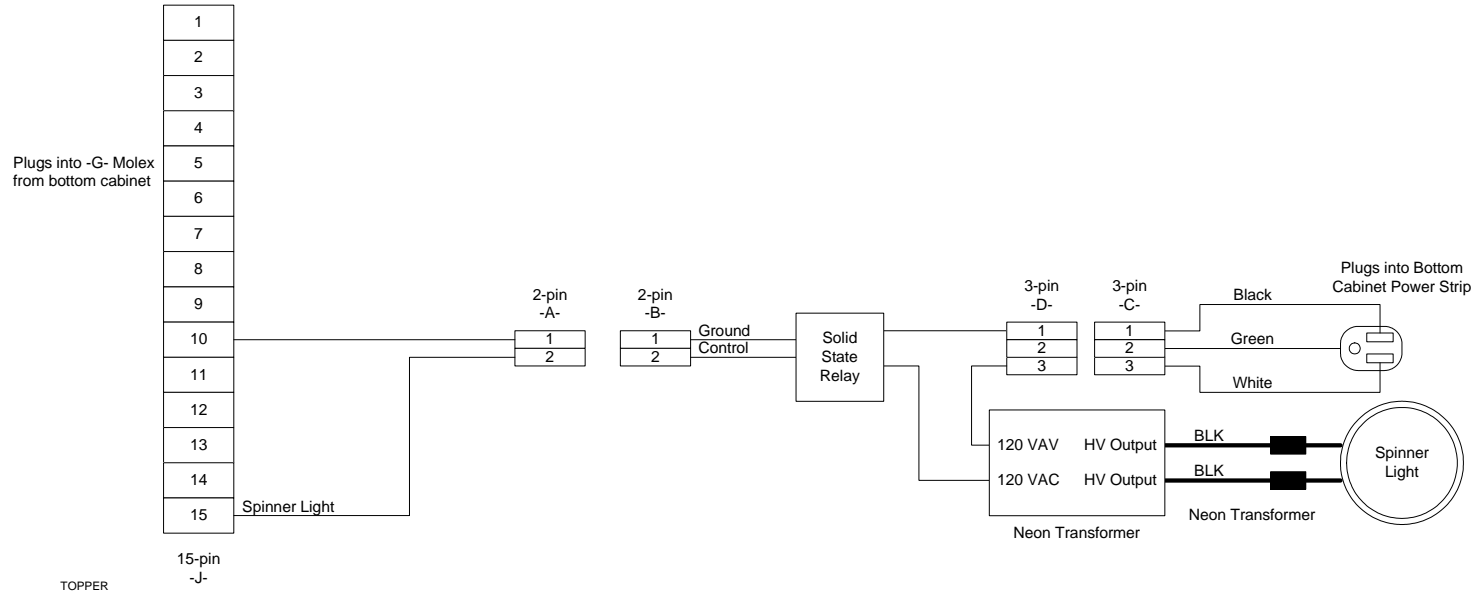 1
2
3
4
5
6
7
8
9
10
11
12
13
14
15
Plugs into -G- Molex
from bottom cabinet
15-pin
-J-
TOPPER
Spinner Light
2-pin
-A-
1
2
2-pin
-B-
1
2
Ground
Control
Solid
State
Relay
3-pin
-D-
1
2
3
3-pin
-C-
1
2
3
Black
Green
White
Plugs into Bottom
Cabinet Power Strip
120 VAV
HV Output
120 VAC
HV Output
Neon Transformer
BLK
BLK
Neon Transformer
Spinner
Light